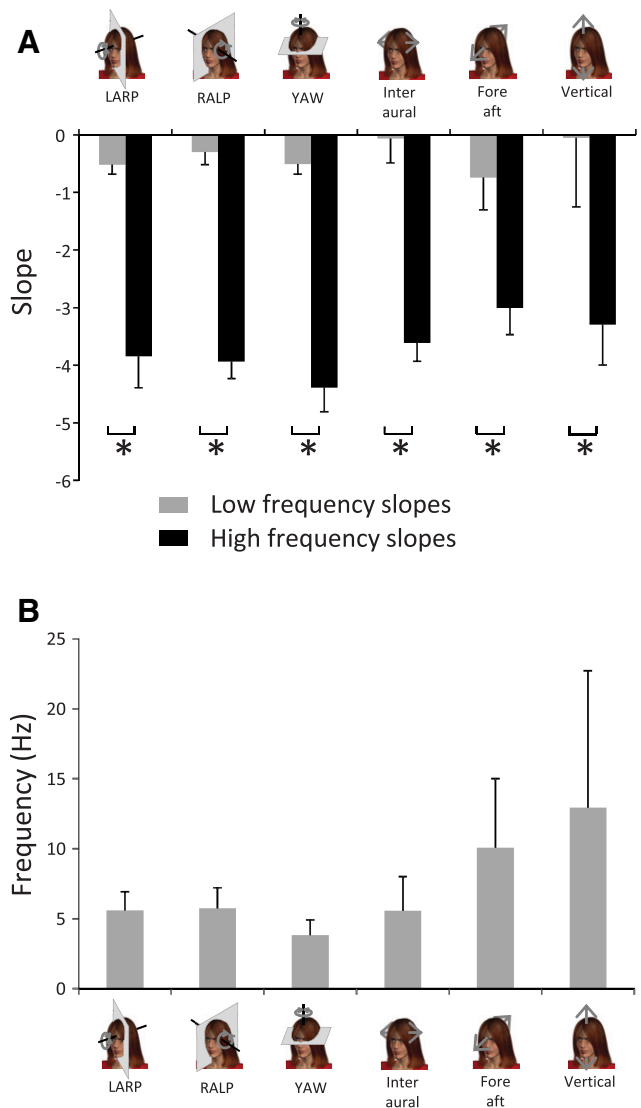 A
LARP RALP YAW Inter aural Fore aft Vertical
0
-1
-2
-3
-4
-5
-6
Slope
* * * * * *
Low frequency slopes
High frequency slopes
B
25
20
15
10
5
0
Frequency (Hz)
LARP RALP YAW Inter aural Fore aft Vertical